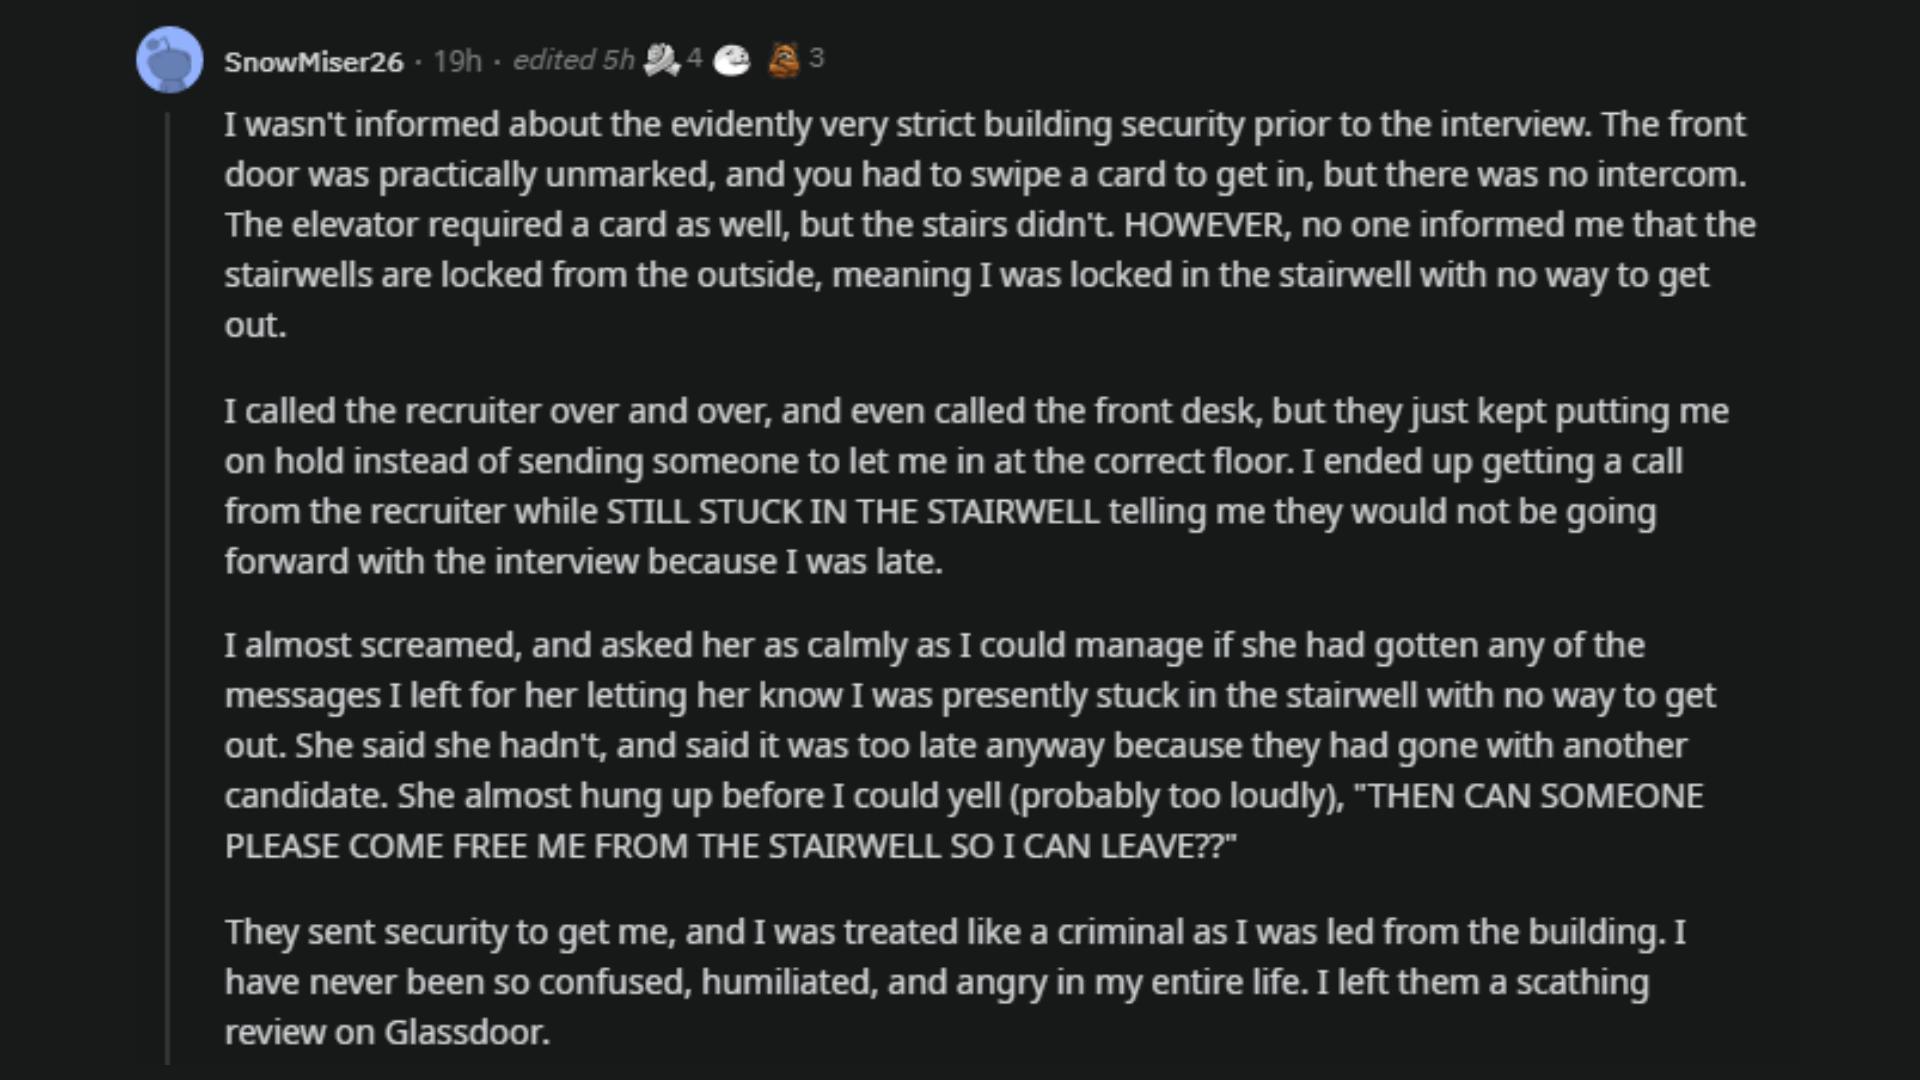 SnowMiser26 · 19h · edited 5h 4 3
I wasn't informed about the evidently very strict building security prior to the interview. The front
door was practically unmarked, and you had to swipe a card to get in, but there was no intercom.
The elevator required a card as well, but the stairs didn't. HOWEVER, no one informed me that the
stairwells are locked from the outside, meaning I was locked in the stairwell with no way to get
out.
I called the recruiter over and over, and even called the front desk, but they just kept putting me
on hold instead of sending someone to let me in at the correct floor. I ended up getting a call
from the recruiter while STILL STUCK IN THE STAIRWELL telling me they would not be going
forward with the interview because I was late.
I almost screamed, and asked her as calmly as I could manage if she had gotten any of the
messages I left for her letting her know I was presently stuck in the stairwell with no way to get
out. She said she hadn't, and said it was too late anyway because they had gone with another
candidate. She almost hung up before I could yell (probably too loudly), "THEN CAN SOMEONE
PLEASE COME FREE ME FROM THE STAIRWELL SO I CAN LEAVE??"
They sent security to get me, and I was treated like a criminal as I was led from the building. I
have never been so confused, humiliated, and angry in my entire life. I left them a scathing
review on Glassdoor.